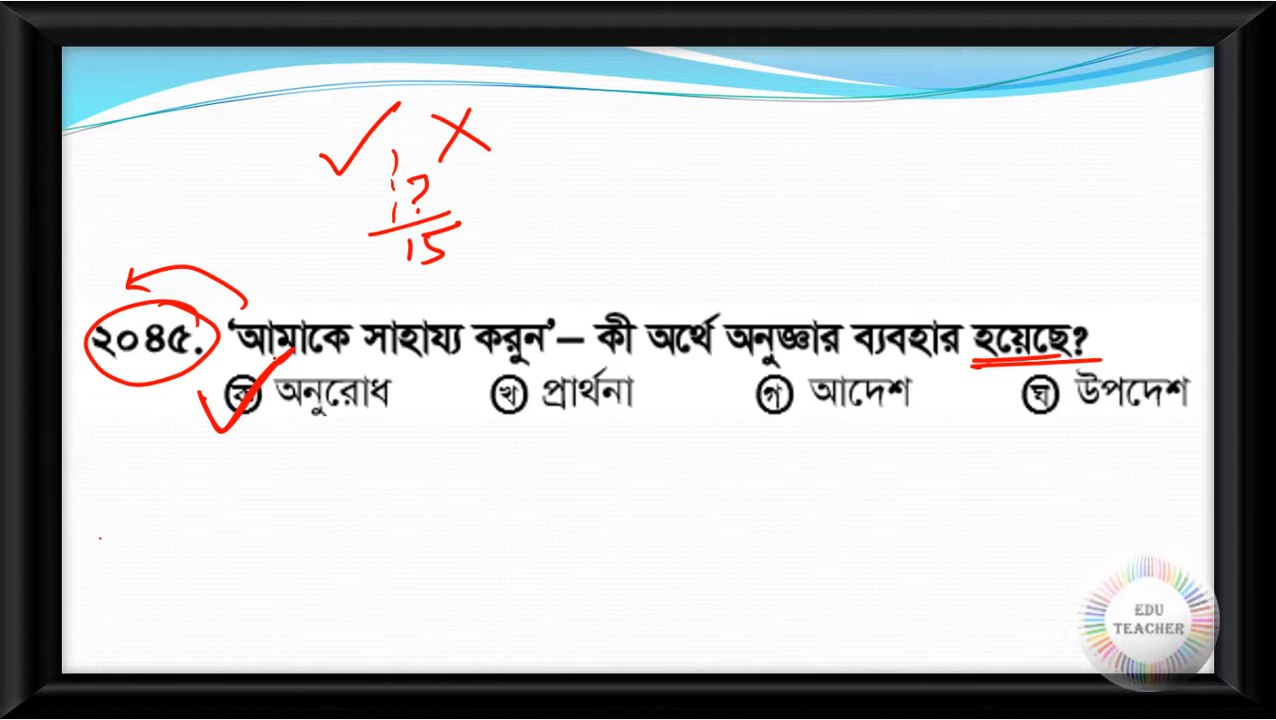 ?
15
২০৪৫. ‘আমাকে সাহায্য করুন’– কী অর্থে অনুজ্ঞার ব্যবহার হয়েছে?
ক অনুরোধ খ প্রার্থনা গ আদেশ ঘ উপদেশ
EDU
TEACHER